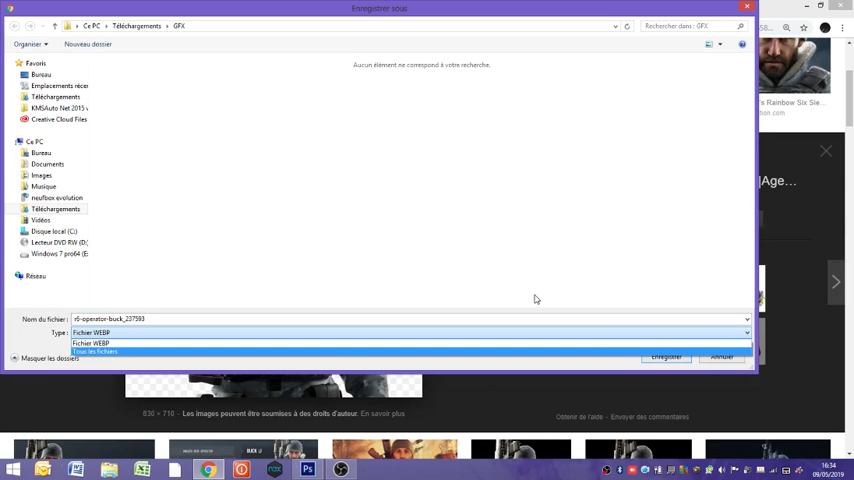 Enregistrer sous
Ce PC
Téléchargements
GFX
Rechercher dans : GFX
Organiser
Nouveau dossier
Favoris
Bureau
Emplacements récen
Téléchargements
KMSAuto Net 2015 v
Creative Cloud Files
Ce PC
Bureau
Documents
Images
Musique
neufbox evolution
Téléchargements
Vidéos
Disque local (C:)
Lecteur DVD RW (D:)
Windows 7 pro64 (E
Réseau
Aucun élément ne correspond à votre recherche.
Nom du fichier :
r6-operator-buck_237593
Type :
Fichier WEBP
Fichier WEBP
Tous les fichiers
Masquer les dossiers
Enregistrer
Annuler
's Rainbow Six Sie...
tion.com
|Age...
830 × 710 - Les images peuvent être soumises à des droits d'auteur. En savoir plus
Obtenir de l'aide - Envoyer des commentaires
16:34
09/05/2019